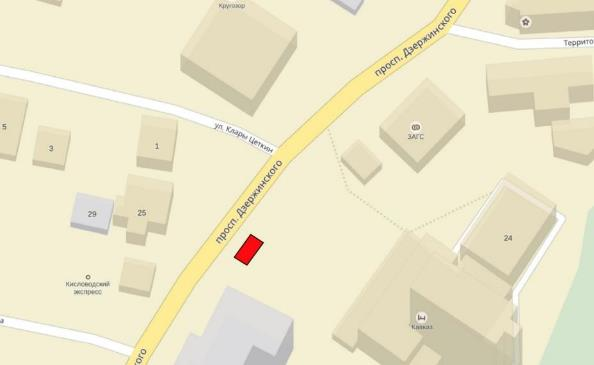 Кругозор
просп. Дзержинского
Террито
ЗАГС
ул. Клары Цеткин
5
3
1
просп. Дзержинского
29
25
24
Кисловодский
экспресс
Кавказ
а
кого